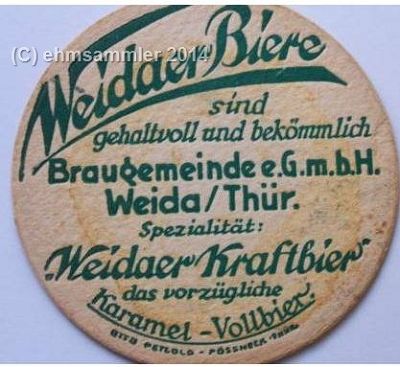 (C) ehmsammler 2014
Weidaer Biere
sind
gehaltvoll und bekömmlich
Braugemeinde e.G.m.b.H.
Weida/Thür.
Spezialität:
"Weidaer Kraftbier"
das vorzügliche
Karamel-Vollbier.
OTTO PETZOLD - PÖSSNECK - THÜR.